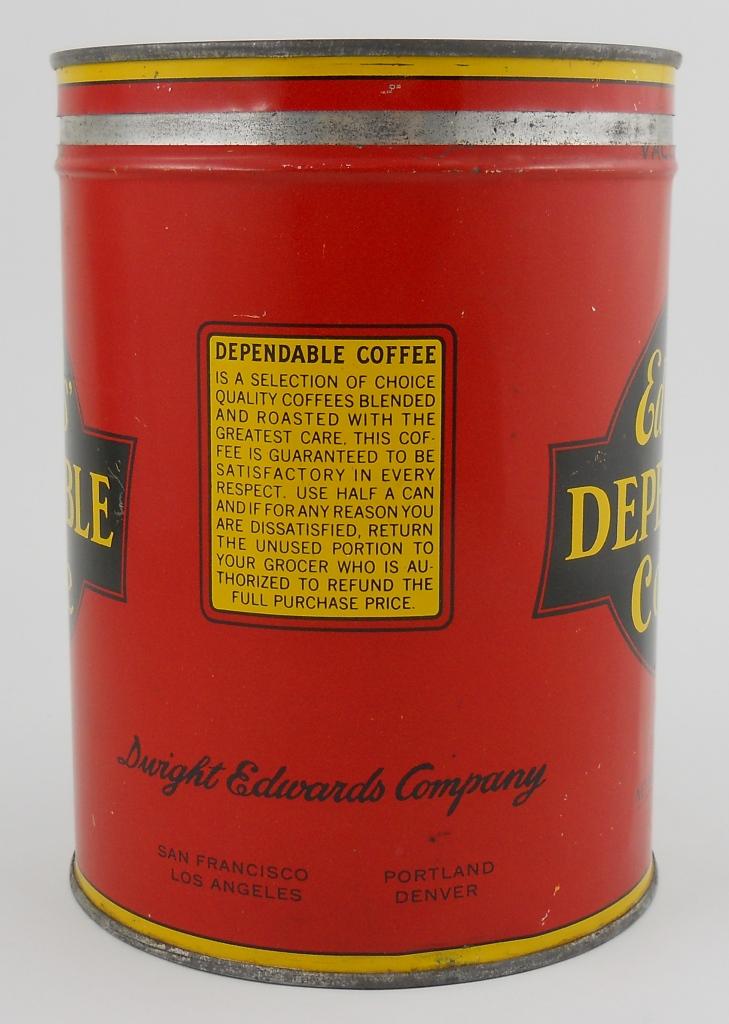 DEPENDABLE COFFEE
IS A SELECTION OF CHOICE
QUALITY COFFEES BLENDED
AND ROASTED WITH THE
GREATEST CARE. THIS COF-
FEE IS GUARANTEED TO BE
SATISFACTORY IN EVERY
RESPECT. USE HALF A CAN
AND IF FOR ANY REASON YOU
ARE DISSATISFIED, RETURN
THE UNUSED PORTION TO
YOUR GROCER WHO IS AU-
THORIZED TO REFUND THE
FULL PURCHASE PRICE.
BLE
DEPE
Dwight Edwards Company
SAN FRANCISCO
LOS ANGELES
PORTLAND
DENVER